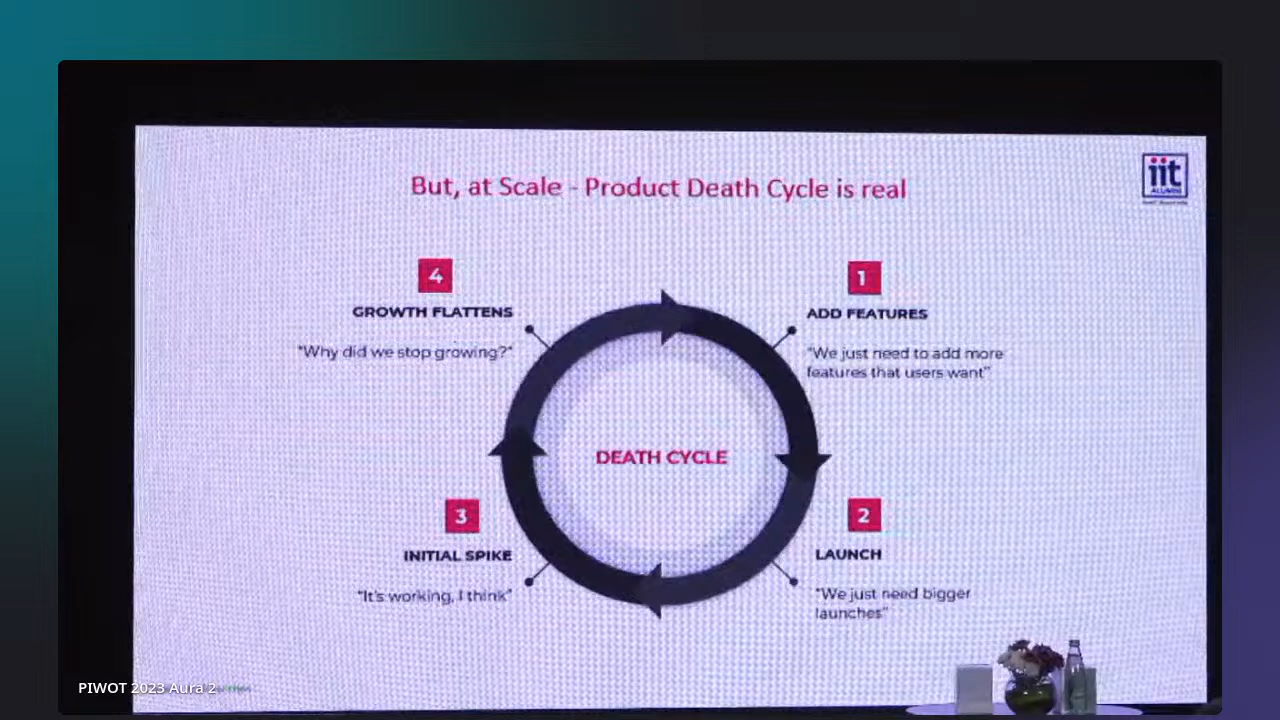 But, at Scale - Product Death Cycle is real
iit
ALUMNI
4
GROWTH FLATTENS
"Why did we stop growing?"
1
ADD FEATURES
"We just need to add more
features that users want"
DEATH CYCLE
3
INITIAL SPIKE
"It's working, I think"
2
LAUNCH
"We just need bigger
launches"
PIWOT 2023 Aura 2